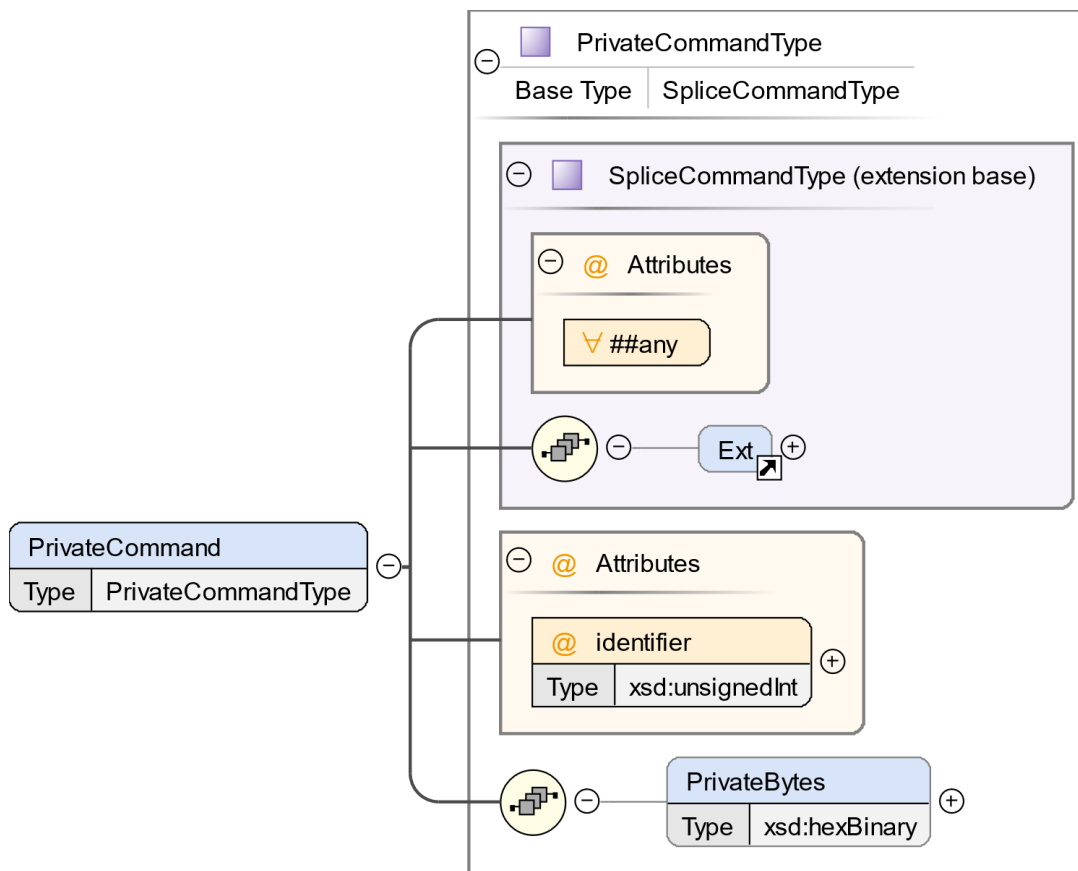 PrivateCommandType
Base Type SpliceCommandType
SpliceCommandType (extension base)
@ Attributes
∀ ##any
Ext
PrivateCommand
Type PrivateCommandType
@ Attributes
@ identifier
Type xsd:unsignedInt
PrivateBytes
Type xsd:hexBinary